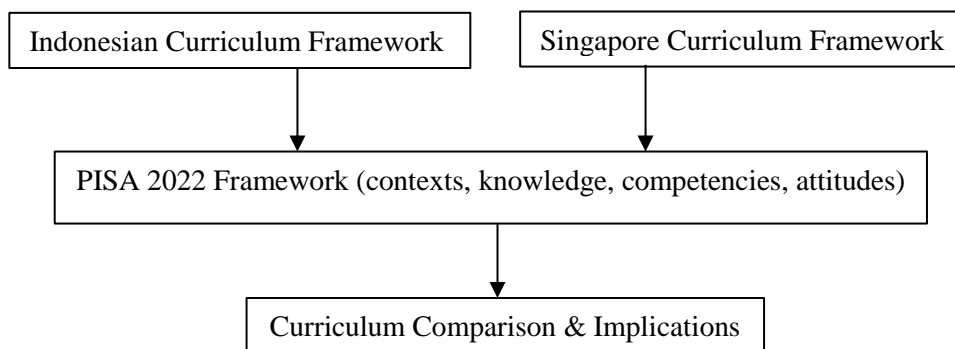 Indonesian Curriculum Framework
Singapore Curriculum Framework
PISA 2022 Framework (contexts, knowledge, competencies, attitudes)
Curriculum Comparison & Implications